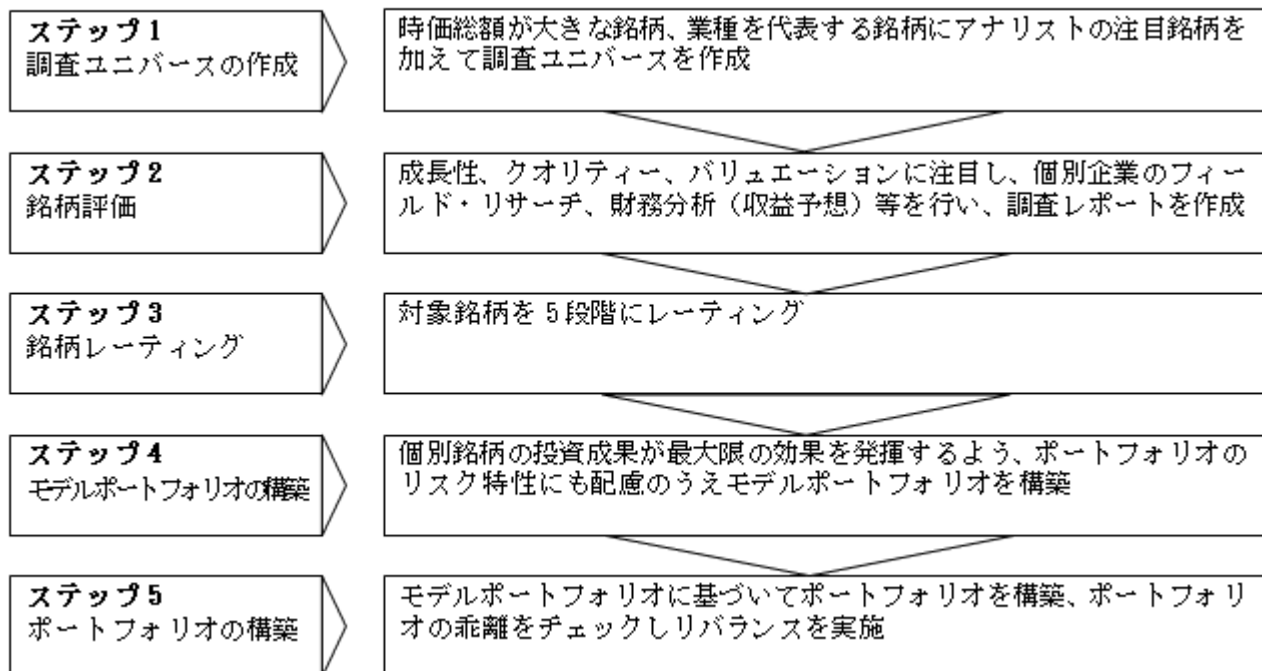 ステップ1
調査ユニバースの作成
時価総額が大きな銘柄、業種を代表する銘柄にアナリストの注目銘柄を
加えて調査ユニバースを作成
ステップ2
銘柄評価
成長性、クオリティー、バリュエーションに注目し、個別企業のフィー
ルド・リサーチ、財務分析（収益予想）等を行い、調査レポートを作成
ステップ3
銘柄レーティング
対象銘柄を5段階にレーティング
ステップ4
モデルポートフォリオの構築
個別銘柄の投資成果が最大限の効果を発揮するよう、ポートフォリオの
リスク特性にも配慮のうえモデルポートフォリオを構築
ステップ5
ポートフォリオの構築
モデルポートフォリオに基づいてポートフォリオを構築、ポートフォリ
オの乖離をチェックしリバランスを実施